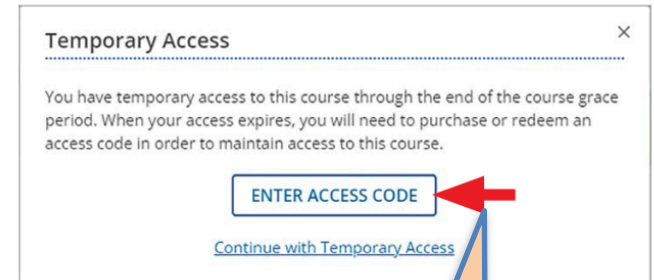 Temporary Access
You have temporary access to this course through the end of the course grace
period. When your access expires, you will need to purchase or redeem an
access code in order to maintain access to this course.
ENTER ACCESS CODE
Continue with Temporary Access